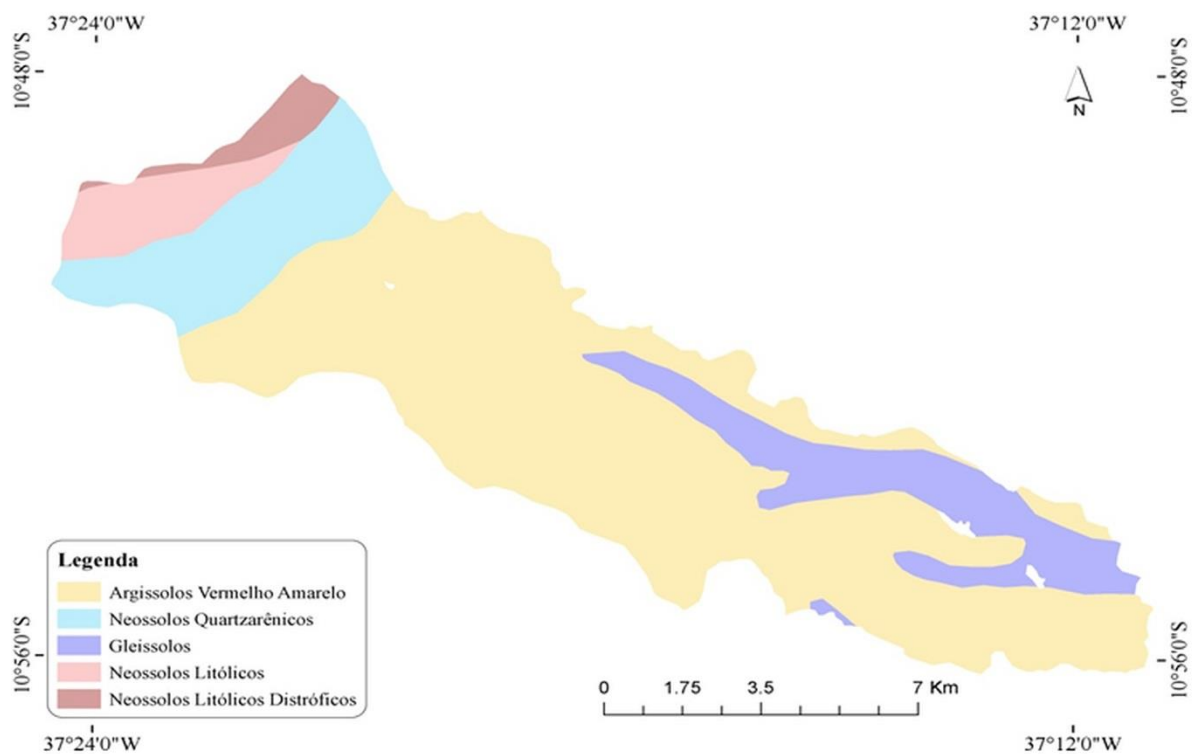 37°24'0"W
37°12'0"W
10°48'0"S
10°48'0"S
N
Legenda
Argissolos Vermelho Amarelo
Neossolos Quartzarênicos
Gleissolos
Neossolos Litólicos
Neossolos Litólicos Distróficos
10°56'0"S
10°56'0"S
0 1.75 3.5 7 Km
37°24'0"W
37°12'0"W